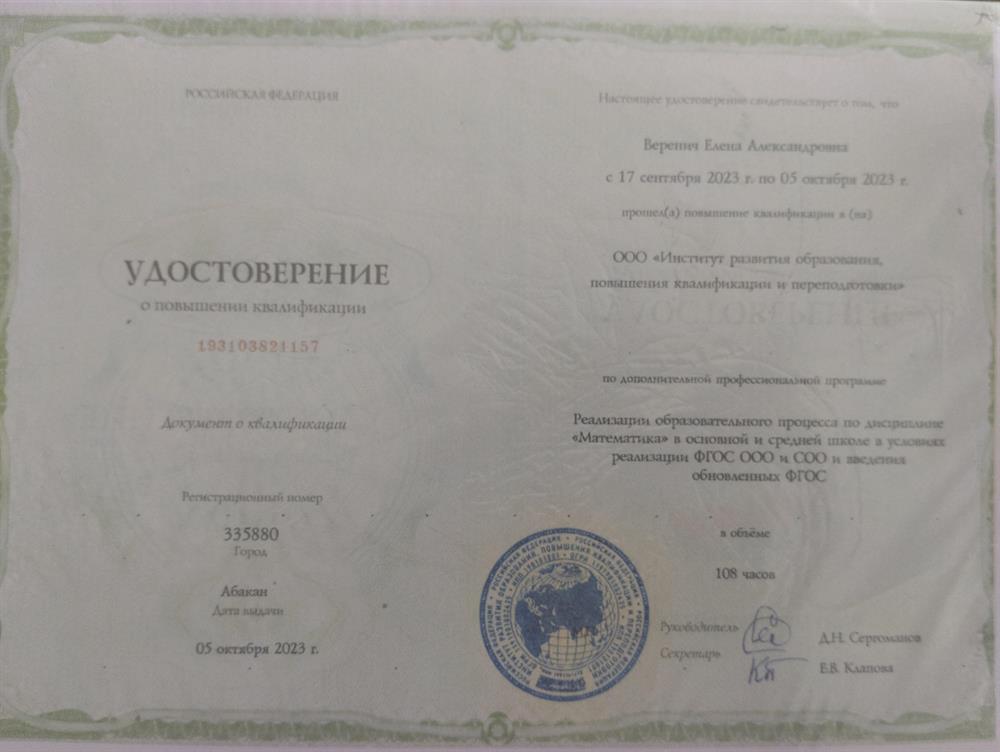 РОССИЙСКАЯ ФЕДЕРАЦИЯ
УДОСТОВЕРЕНИЕ
о повышении квалификации
193103821157
Документ о квалификации
Регистрационный номер
335880
Город
Абакан
Дата выдачи
05 октября 2023 г.
Настоящее удостоверение свидетельствует о том, что
Веренич Елена Александровна
с 17 сентября 2023 г. по 05 октября 2023 г.
прошел(а) повышение квалификации в (на)
ООО «Институт развития образования,
повышения квалификации и переподготовки»
по дополнительной профессиональной программе
Реализации образовательного процесса по дисциплине
«Математика» в основной и средней школе в условиях
реализации ФГОС ООО и СОО и введения
обновленных ФГОС
в объёме
108 часов
Руководитель
Д.Н. Сергоманов
Секретарь
Е.В. Клапова